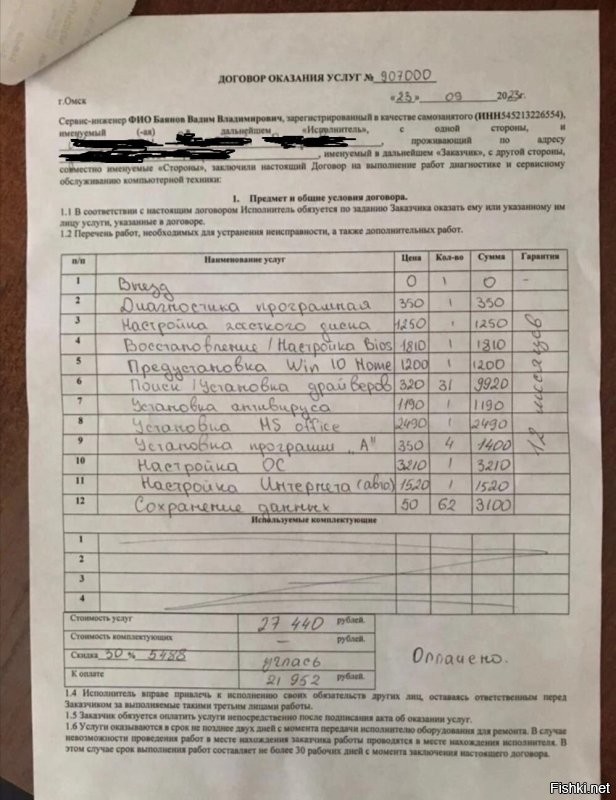 ДОГОВОР ОКАЗАНИЯ УСЛУГ № 907000
г.Омск «23» 09 2023г.
Сервис-инженер ФИО Баянов Вадим Владимирович, зарегистрированный в качестве самозанятого (ИНН545213226554),
именуемый (-ая) в дальнейшем «Исполнитель», с одной стороны, и
, проживающий по адресу
, именуемый в дальнейшем «Заказчик», с другой стороны,
совместно именуемые «Стороны», заключили настоящий Договор на выполнение работ диагностике и сервисному
обслуживанию компьютерной техники:
1. Предмет и общие условия договора.
1.1 В соответствии с настоящим договором Исполнитель обязуется по заданию Заказчика оказать ему или указанному им
лицу услуги, указанные в договоре.
1.2 Перечень работ, необходимых для устранения неисправности, а также дополнительных работ.
п/п Наименование услуг Цена Кол-во Сумма Гарантия
1 Выезд 0 1 0 -
2 Диагностика програмная 350 1 350
3 Настройка жесткого диска 1250 1 1250
4 Восстановление / Настройка Bios 1810 1 1810
5 Предустановка Win 10 Home 1200 1 1200
6 Поиск / Установка драйверов 320 31 9920
7 Установка антивируса 1190 1 1190
8 Установка MS office 2490 1 2490
9 Установка программ „А" 350 4 1400
10 Настройка ОС 3210 1 3210
11 Настройка Интернета (авто) 1520 1 1520
12 Сохранение данных 50 62 3100
12 месяцев
Используемые комплектующие
1
2
3
4
Стоимость услуг 27 440 рублей.
Стоимость комплектующих — рублей.
Скидка 30 % 5488 рублей.
К оплате 21 952 рублей.
Оплачено.
1.4 Исполнитель вправе привлечь к исполнению своих обязательств других лиц, оставаясь ответственным перед
Заказчиком за выполняемые такими третьим лицами работы.
1.5 Заказчик обязуется оплатить услуги непосредственно после подписания акта об оказании услуг.
1.6 Услуги оказываются в срок не позднее двух дней с момента передачи исполнителю оборудования для ремонта. В случае
невозможности проведения работ в месте нахождения заказчика работы проводятся в месте нахождения исполнителя. В
этом случае срок выполнения работ составляет не более 30 рабочих дней с момента заключения настоящего договора.
Fishki.net